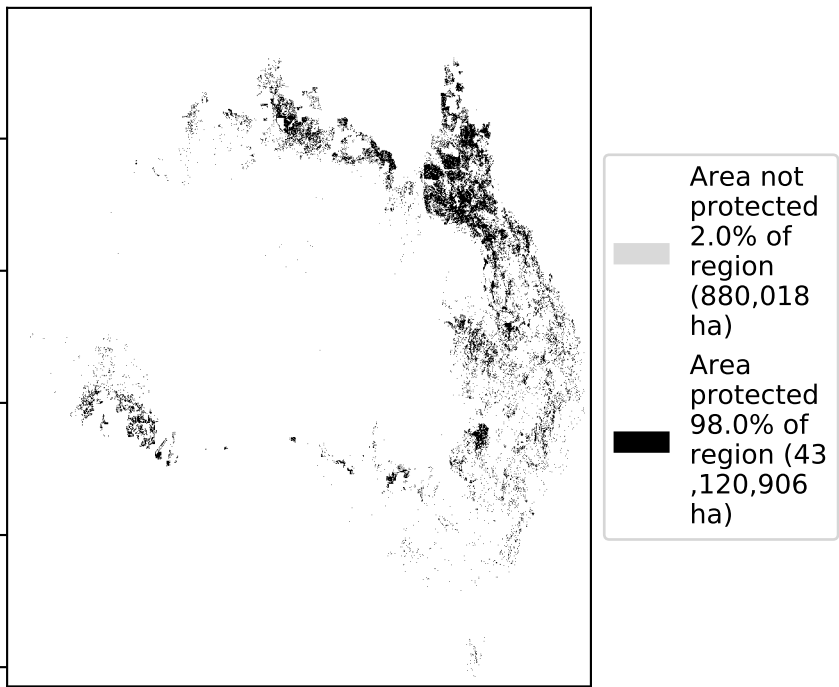 Area not
protected
2.0% of
region
(880,018
ha)
Area
protected
98.0% of
region (43
,120,906
ha)